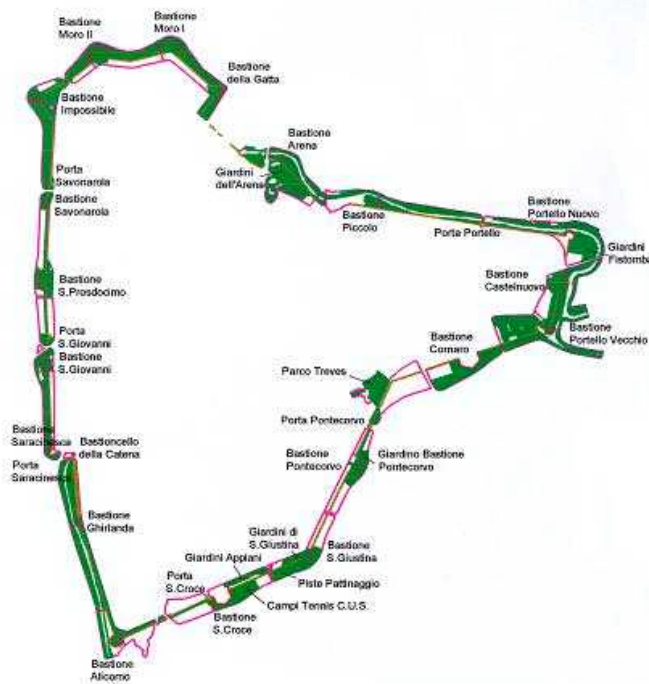 Bastione
Moro II
Bastione
Moro I
Bastione
della Gatta
Bastione
Impossibile
Bastione
Arena
Giardini
dell'Arena
Porta
Savonarola
Bastione
Savonarola
Bastione
Piccolo
Porta Portello
Bastione
Portello Nuovo
Giardini
Fistomba
Bastione
Castelnuovo
Bastione
S.Prosdocimo
Porta
S.Giovanni
Bastione
S.Giovanni
Bastione
Cornaro
Bastione
Portello Vecchio
Parco Treves
Porta Pontecorvo
Bastione
Saracinesca
Porta
Saracinesca
Bastioncello
della Catena
Bastione
Pontecorvo
Giardino Bastione
Pontecorvo
Bastione
Ghirlanda
Giardini di
S.Giustina
Bastione
S.Giustina
Giardini Appiani
Piste Pattinaggio
Porta
S.Croce
Campi Tennis C.U.S.
Bastione
S.Croce
Bastione
Alicorno